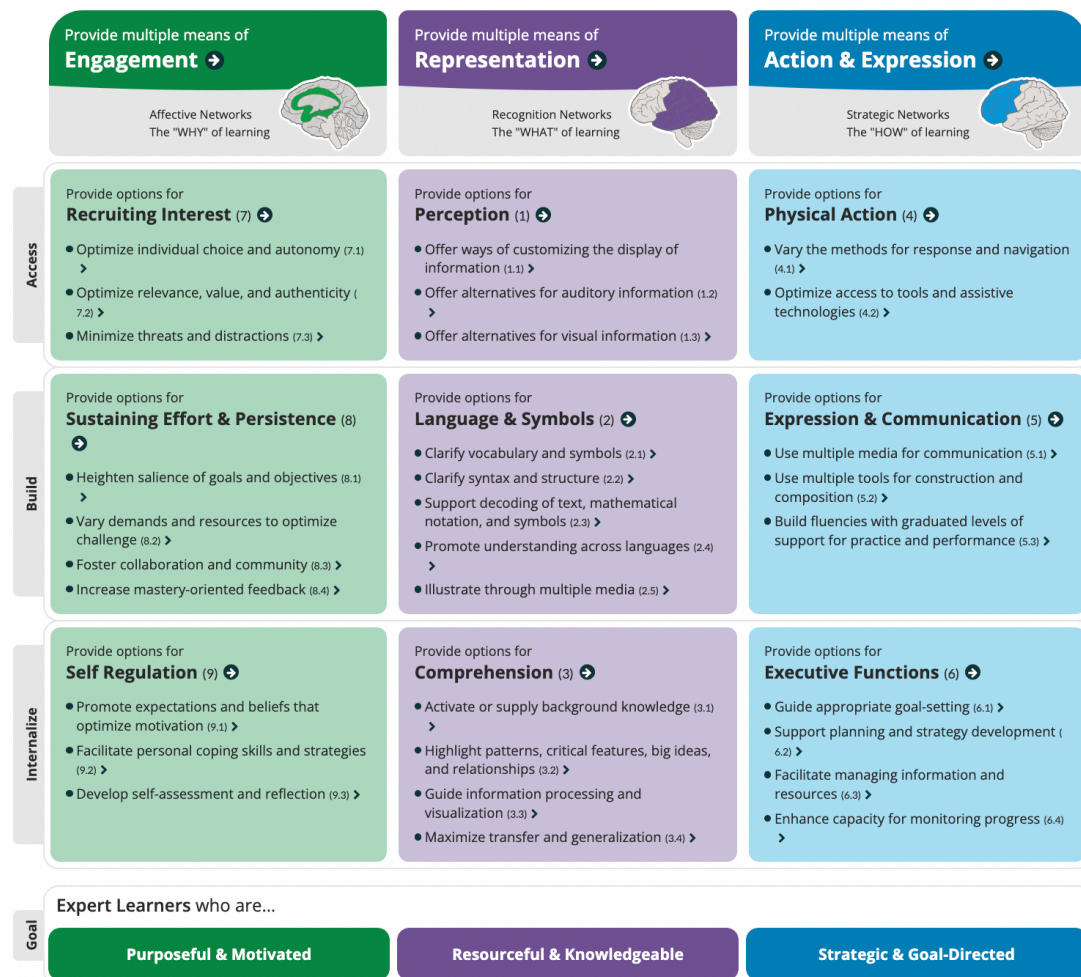 Provide multiple means of
Engagement
Affective Networks
The "WHY" of learning
Provide multiple means of
Representation
Recognition Networks
The "WHAT" of learning
Provide multiple means of
Action & Expression
Strategic Networks
The "HOW" of learning
Access
Provide options for
Recruiting Interest (7)
Optimize individual choice and autonomy (7.1)
Optimize relevance, value, and authenticity (
7.2)
Minimize threats and distractions (7.3)
Provide options for
Perception (1)
Offer ways of customizing the display of
information (1.1)
Offer alternatives for auditory information (1.2)
Offer alternatives for visual information (1.3)
Provide options for
Physical Action (4)
Vary the methods for response and navigation
(4.1)
Optimize access to tools and assistive
technologies (4.2)
Build
Provide options for
Sustaining Effort & Persistence (8)
Heighten salience of goals and objectives (8.1)
Vary demands and resources to optimize
challenge (8.2)
Foster collaboration and community (8.3)
Increase mastery-oriented feedback (8.4)
Provide options for
Language & Symbols (2)
Clarify vocabulary and symbols (2.1)
Clarify syntax and structure (2.2)
Support decoding of text, mathematical
notation, and symbols (2.3)
Promote understanding across languages (2.4)
Illustrate through multiple media (2.5)
Provide options for
Expression & Communication (5)
Use multiple media for communication (5.1)
Use multiple tools for construction and
composition (5.2)
Build fluencies with graduated levels of
support for practice and performance (5.3)
Internalize
Provide options for
Self Regulation (9)
Promote expectations and beliefs that
optimize motivation (9.1)
Facilitate personal coping skills and strategies
(9.2)
Develop self-assessment and reflection (9.3)
Provide options for
Comprehension (3)
Activate or supply background knowledge (3.1)
Highlight patterns, critical features, big ideas,
and relationships (3.2)
Guide information processing and
visualization (3.3)
Maximize transfer and generalization (3.4)
Provide options for
Executive Functions (6)
Guide appropriate goal-setting (6.1)
Support planning and strategy development (
6.2)
Facilitate managing information and
resources (6.3)
Enhance capacity for monitoring progress (6.4)
Goal
Expert Learners who are...
Purposeful & Motivated
Resourceful & Knowledgeable
Strategic & Goal-Directed